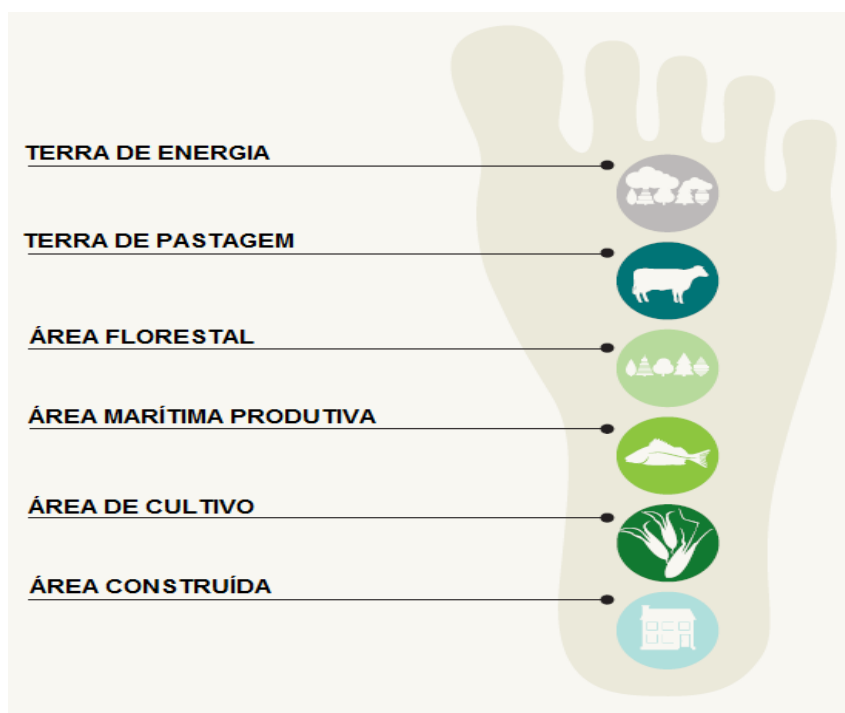 TERRA DE ENERGIA
TERRA DE PASTAGEM
ÁREA FLORESTAL
ÁREA MARÍTIMA PRODUTIVA
ÁREA DE CULTIVO
ÁREA CONSTRUÍDA